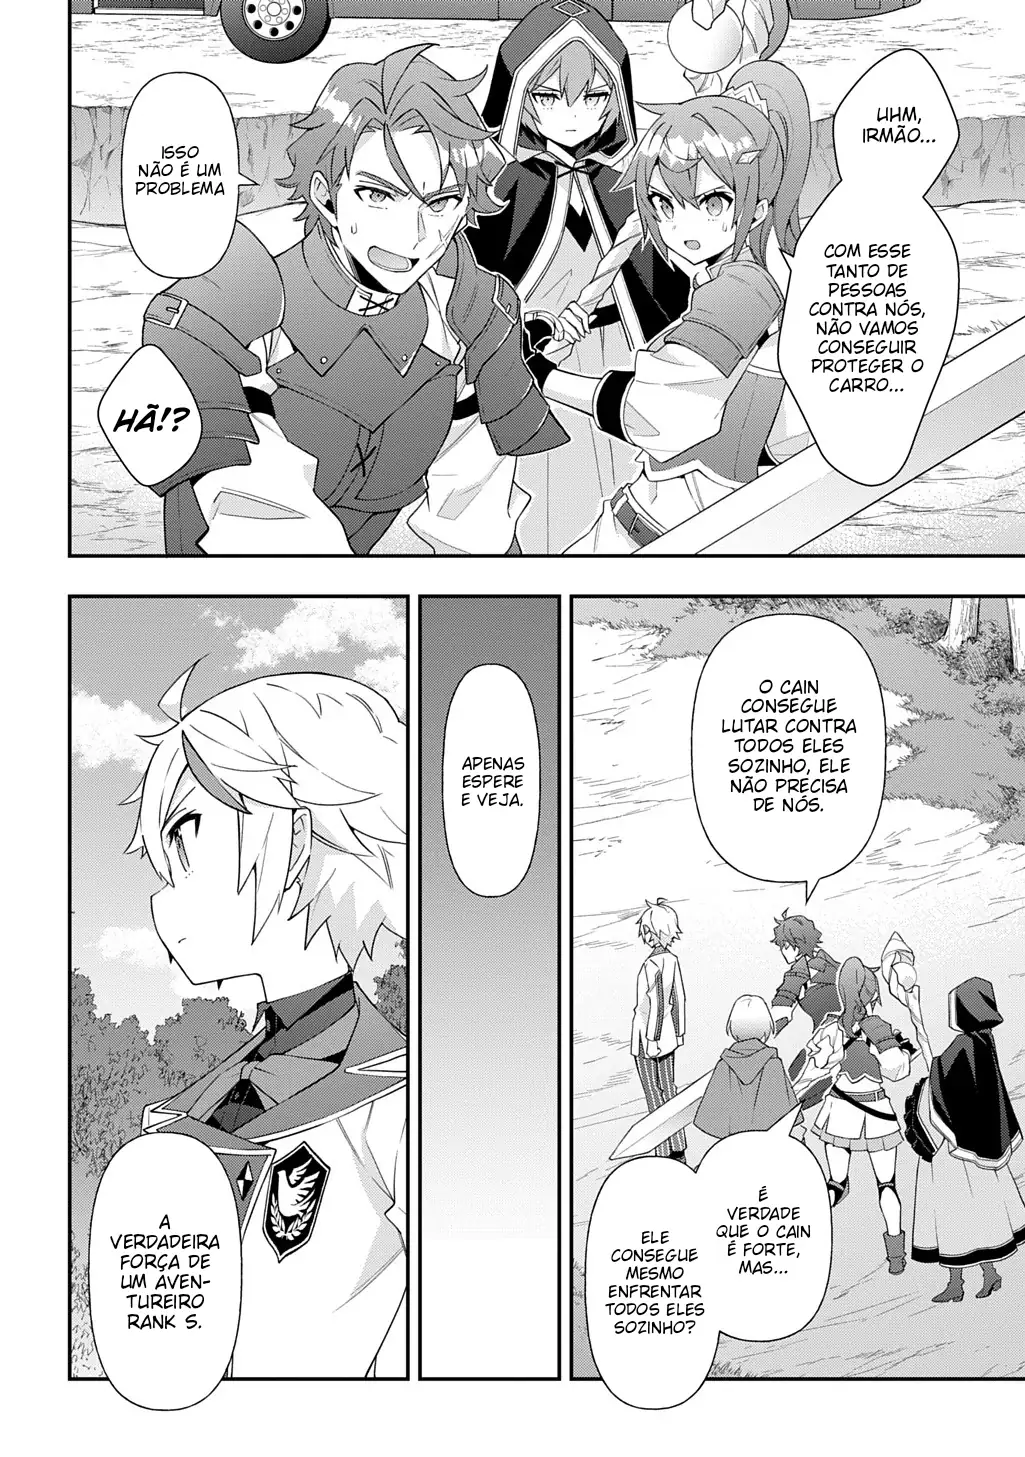 UHM,
IRMÃO...
COM ESSE
TANTO DE
PESSOAS
CONTRA NÓS,
NÃO VAMOS
CONSEGUIR
PROTEGER O
CARRO...
ISSO
NÃO É UM
PROBLEMA
HÃ!?
O CAIN
CONSEGUE
LUTAR CONTRA
TODOS ELES
SOZINHO, ELE
NÃO PRECISA
DE NÓS.
É
VERDADE
QUE O CAIN
É FORTE,
MAS...
ELE
CONSEGUE
MESMO
ENFRENTAR
TODOS ELES
SOZINHO?
APENAS
ESPERE
E VEJA.
A
VERDADEIRA
FORÇA DE
UM AVEN-
TUREIRO
RANK S.